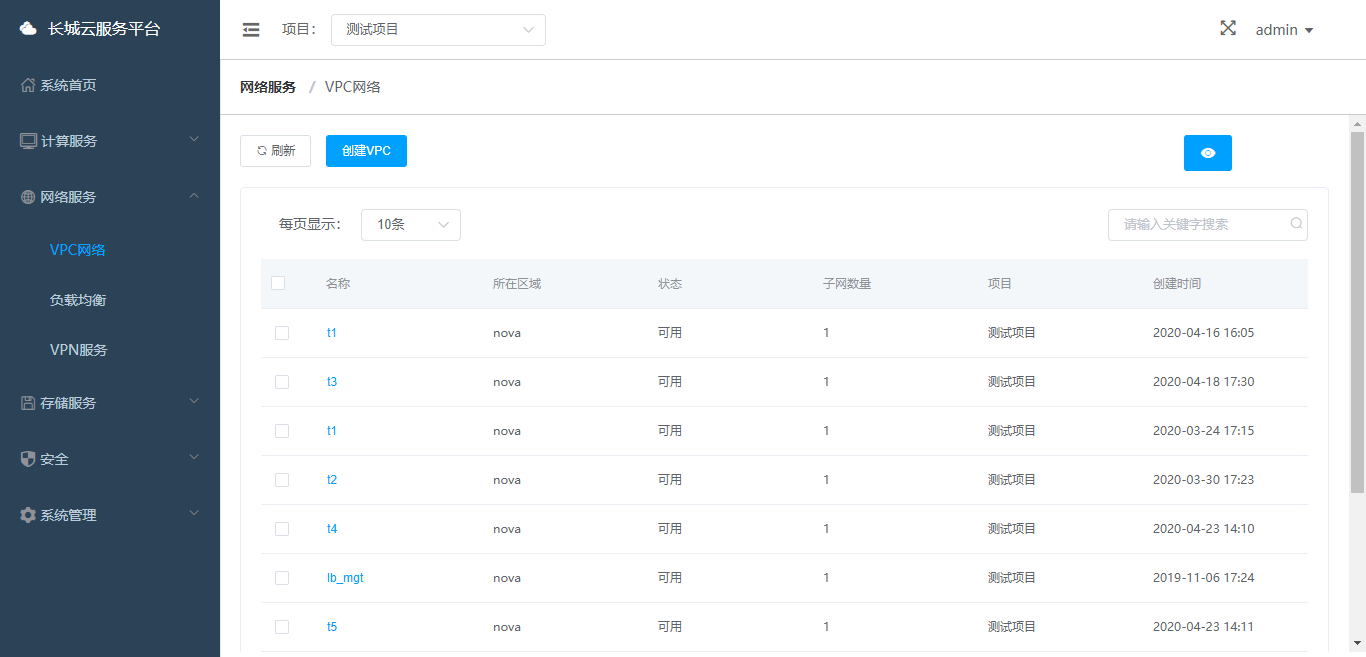 长城云服务平台
项目：
测试项目
admin
系统首页
计算服务
网络服务
VPC网络
负载均衡
VPN服务
存储服务
安全
系统管理
网络服务 / VPC网络
刷新
创建VPC
每页显示：
10条
请输入关键字搜索
名称 所在区域 状态 子网数量 项目 创建时间
t1 nova 可用 1 测试项目 2020-04-16 16:05
t3 nova 可用 1 测试项目 2020-04-18 17:30
t1 nova 可用 1 测试项目 2020-03-24 17:15
t2 nova 可用 1 测试项目 2020-03-30 17:23
t4 nova 可用 1 测试项目 2020-04-23 14:10
lb_mgt nova 可用 1 测试项目 2019-11-06 17:24
t5 nova 可用 1 测试项目 2020-04-23 14:11